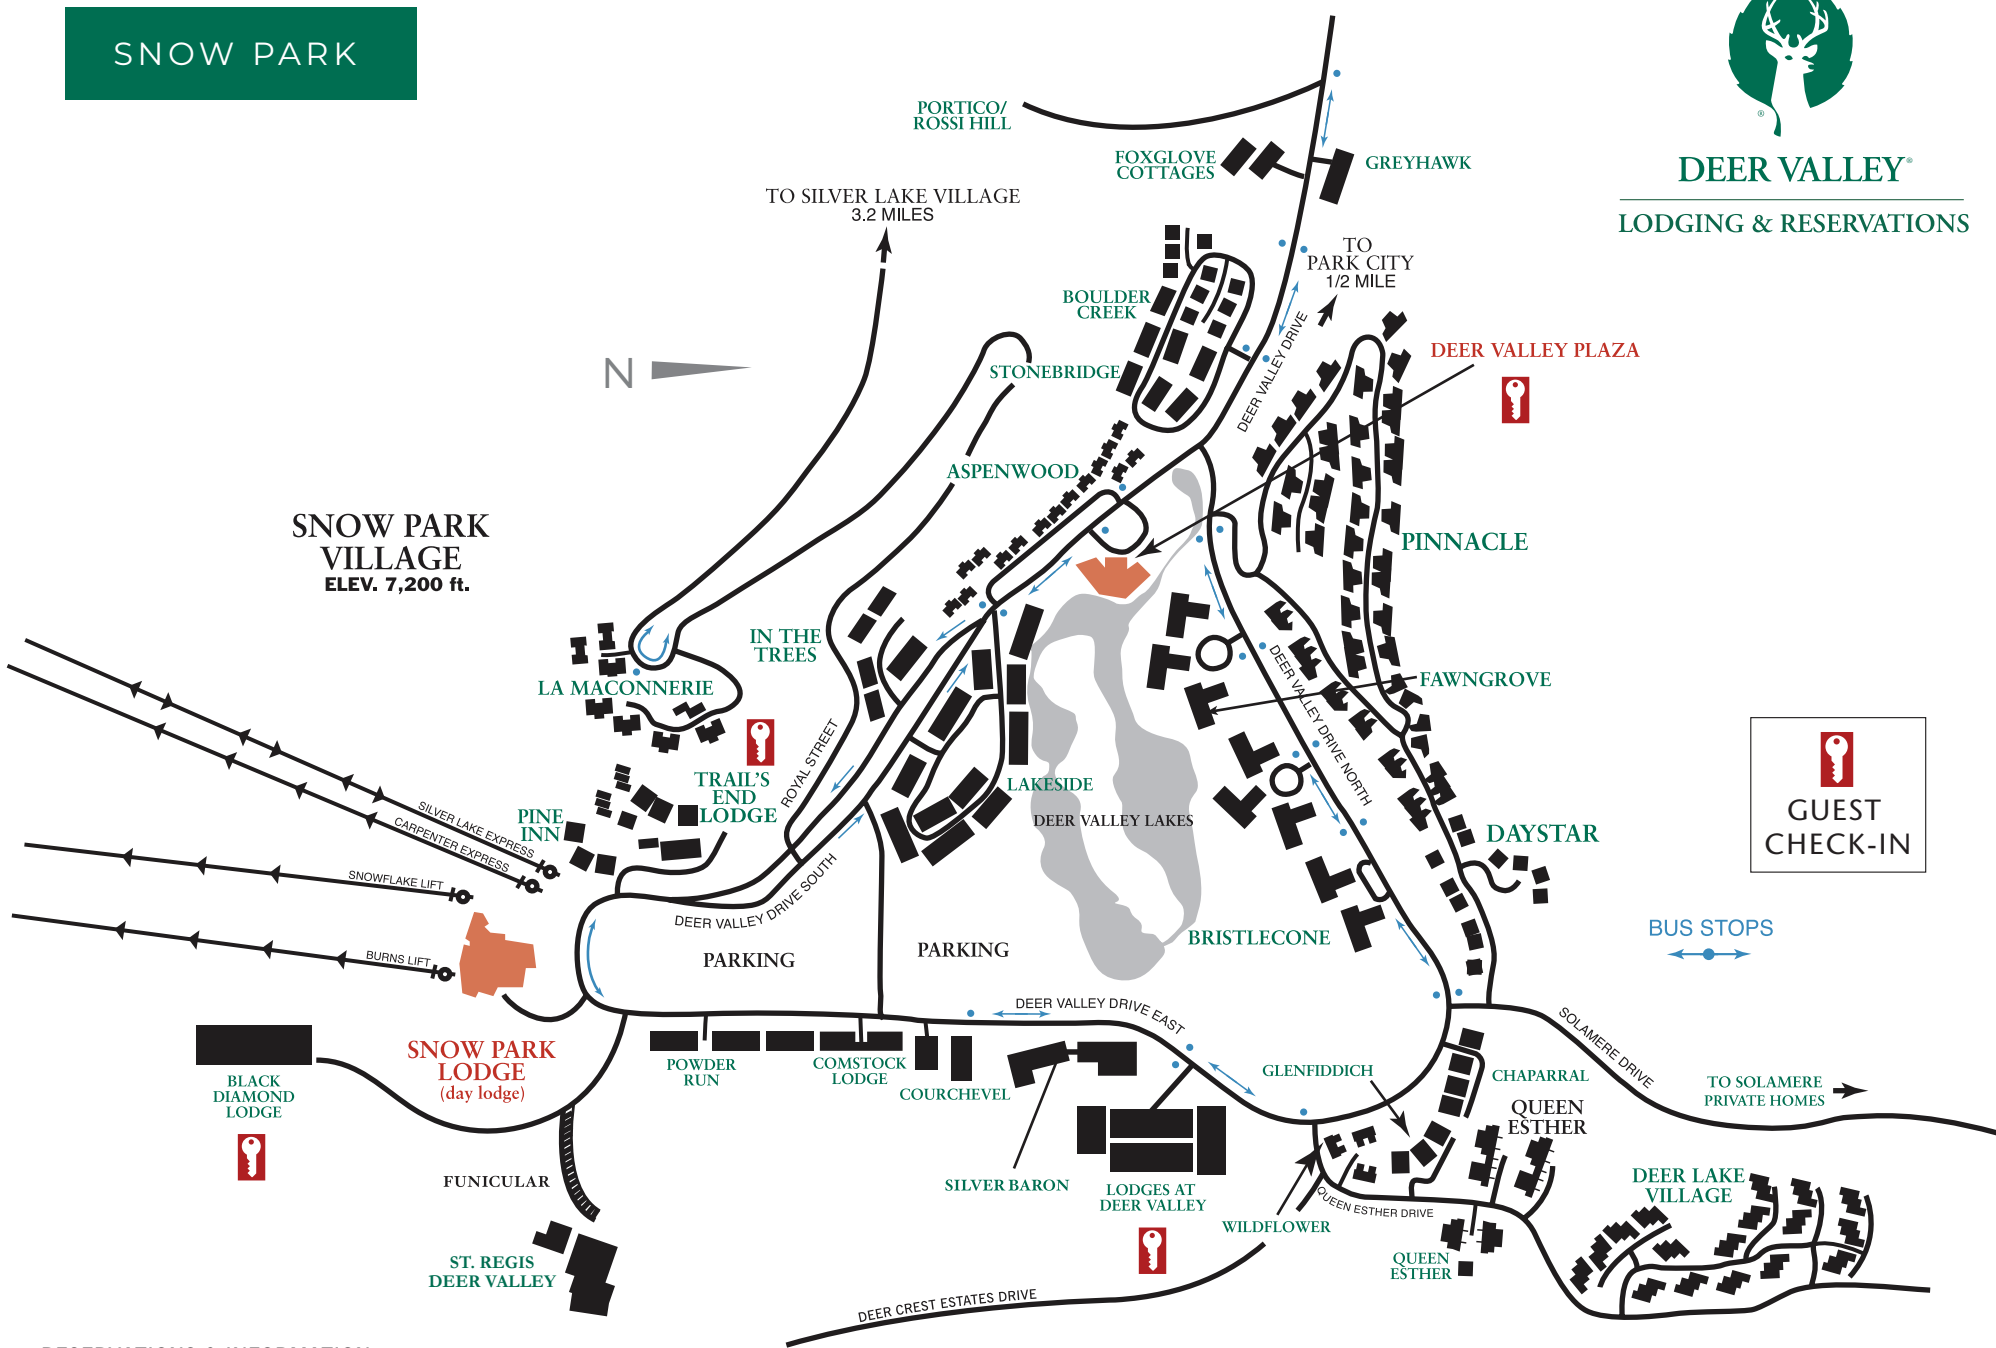 SNOW PARK
PORTICO/
ROSSI HILL
FOXGLOVE
COTTAGES
GREYHAWK
®
DEER VALLEY®
LODGING & RESERVATIONS
TO SILVER LAKE VILLAGE
3.2 MILES
TO
PARK CITY
1/2 MILE
BOULDER
CREEK
DEER VALLEY DRIVE
DEER VALLEY PLAZA
N
STONEBRIDGE
ASPENWOOD
SNOW PARK
VILLAGE
ELEV. 7,200 ft.
PINNACLE
IN THE
TREES
LA MACONNERIE
FAWNGROVE
DEER VALLEY DRIVE NORTH
ROYAL STREET
TRAIL'S
END
LODGE
LAKESIDE
DEER VALLEY LAKES
PINE
INN
SILVER LAKE EXPRESS
CARPENTER EXPRESS
SNOWFLAKE LIFT
BURNS LIFT
DAYSTAR
GUEST
CHECK-IN
DEER VALLEY DRIVE SOUTH
PARKING
PARKING
BRISTLECONE
BUS STOPS
DEER VALLEY DRIVE EAST
SOLAMERE DRIVE
SNOW PARK
LODGE
(day lodge)
BLACK
DIAMOND
LODGE
POWDER
RUN
COMSTOCK
LODGE
COURCHEVEL
GLENFIDDICH
CHAPARRAL
TO SOLAMERE
PRIVATE HOMES
QUEEN
ESTHER
FUNICULAR
SILVER BARON
LODGES AT
DEER VALLEY
WILDFLOWER
QUEEN ESTHER DRIVE
DEER LAKE
VILLAGE
QUEEN
ESTHER
ST. REGIS
DEER VALLEY
DEER CREST ESTATES DRIVE
RESERVATIONS & INFORMATION